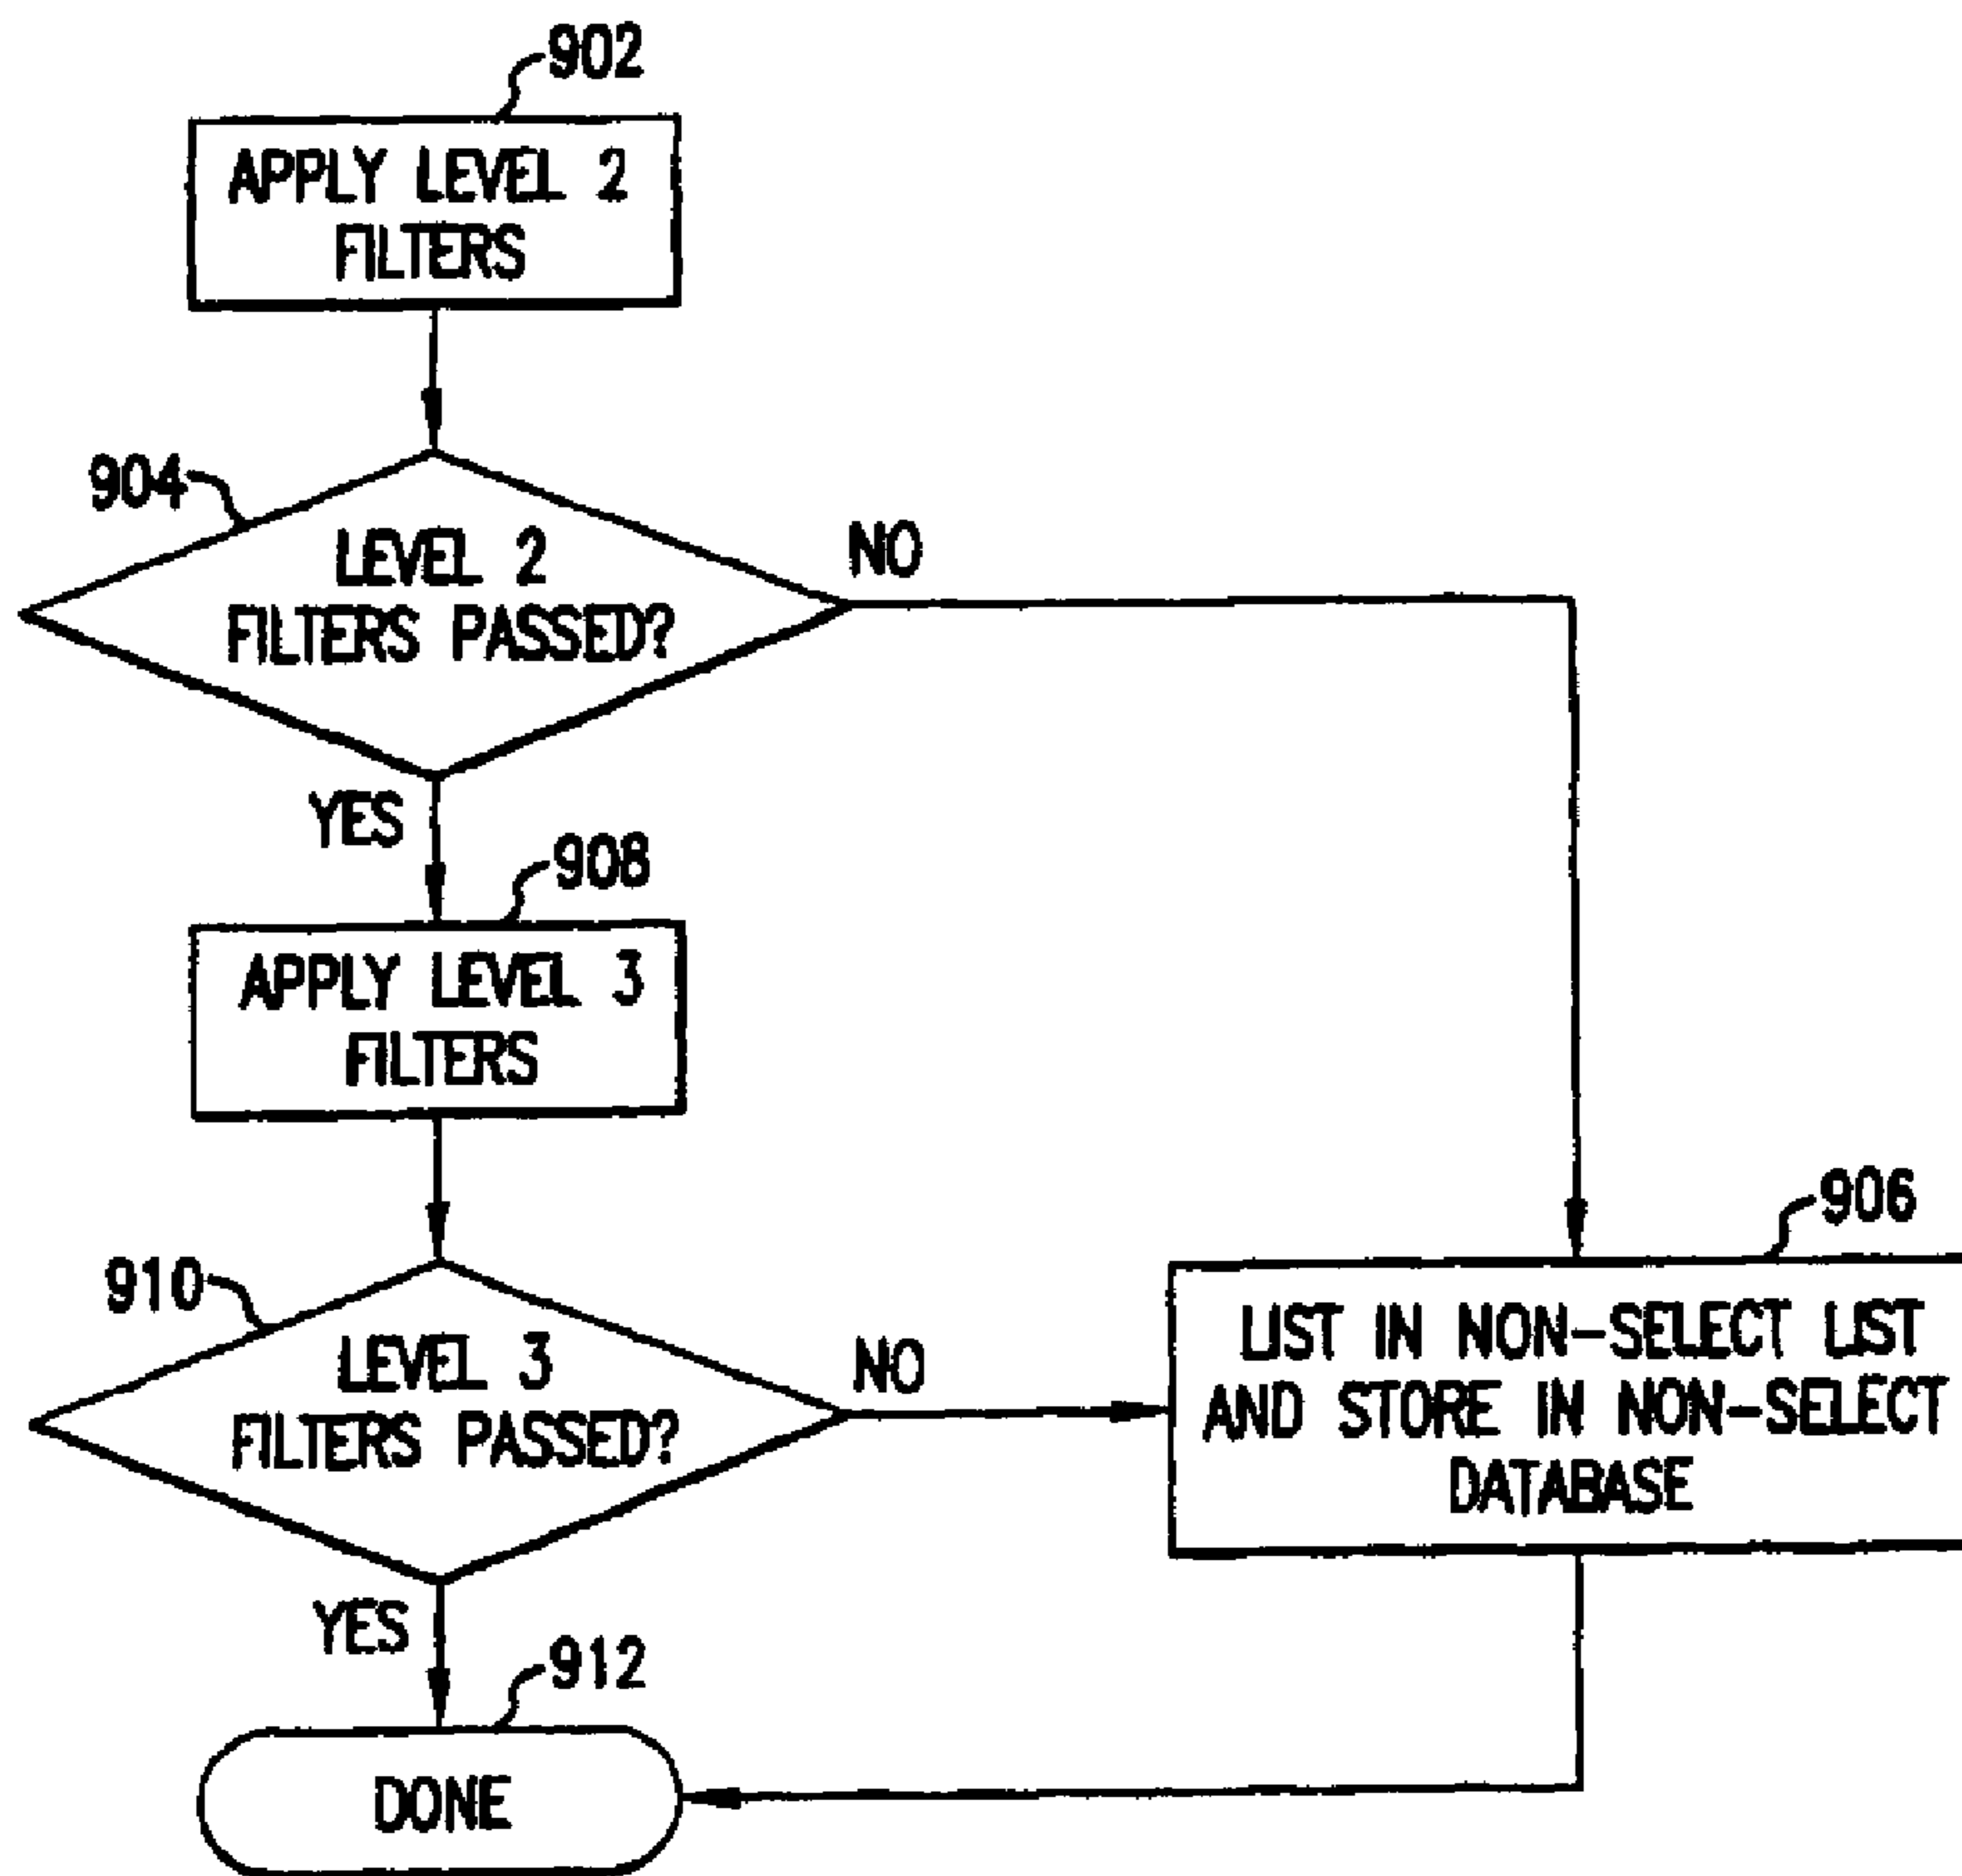 902
APPLY LEVEL 2
FILTERS
904
LEVEL 2
FILTERS PASSED?
NO
YES
908
APPLY LEVEL 3
FILTERS
910
LEVEL 3
FILTERS PASSED?
NO
906
LIST IN NON-SELECT LIST
AND STORE IN NON-SELECT
DATABASE
YES
912
DONE